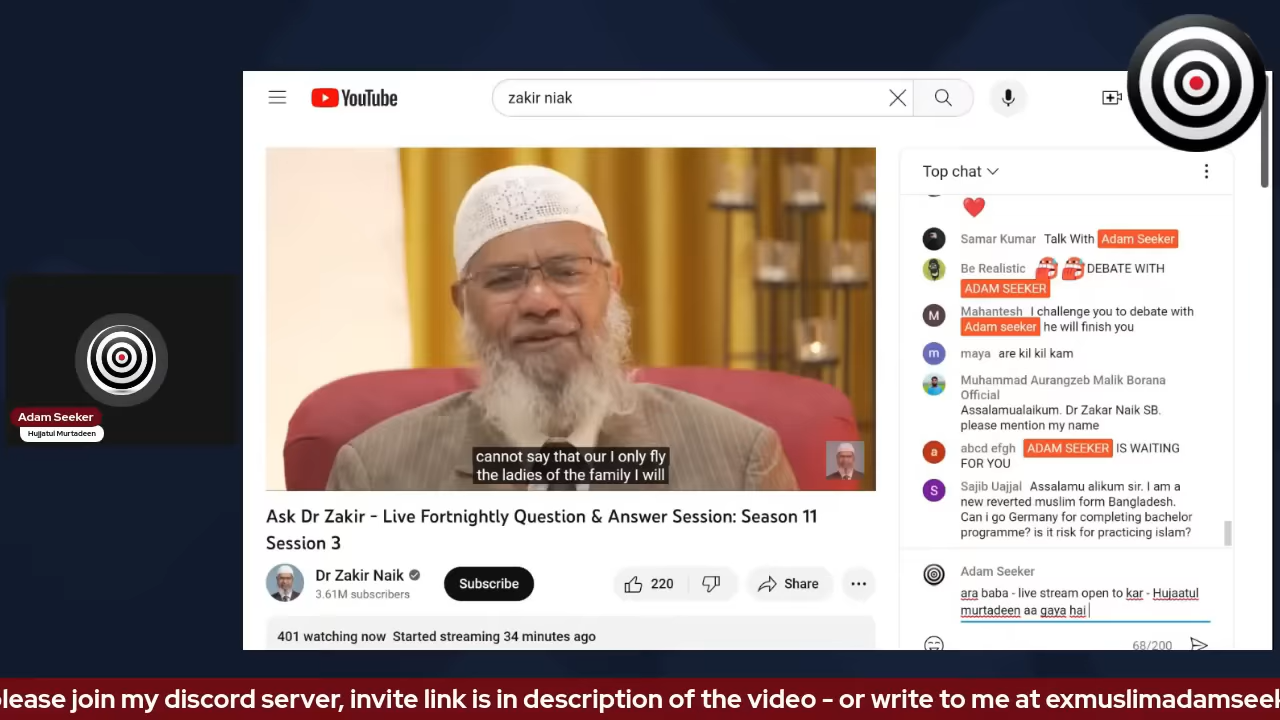 YouTube
zakir niak
Top chat
Samar Kumar Talk With Adam Seeker
Be Realistic DEBATE WITH
ADAM SEEKER
M
Mahantesh I challenge you to debate with
Adam seeker he will finish you
m
maya are kil kil kam
Muhammad Aurangzeb Malik Borana
Official
Assalamualaikum. Dr Zakar Naik SB.
please mention my name
a
abcd efgh ADAM SEEKER IS WAITING
FOR YOU
S
Sajib Uajjal Assalamu alikum sir. I am a
new reverted muslim form Bangladesh.
Can i go Germany for completing bachelor
programme? is it risk for practicing islam?
Adam Seeker
ara baba - live stream open to kar - Hujaatul
murtadeen aa gaya hai
68/200
cannot say that our I only fly
the ladies of the family I will
Ask Dr Zakir - Live Fortnightly Question & Answer Session: Season 11
Session 3
Dr Zakir Naik
3.61M subscribers
Subscribe
220
Share
401 watching now Started streaming 34 minutes ago
Adam Seeker
Hujjatul Murtadeen
please join my discord server, invite link is in description of the video - or write to me at exmuslimadamseek